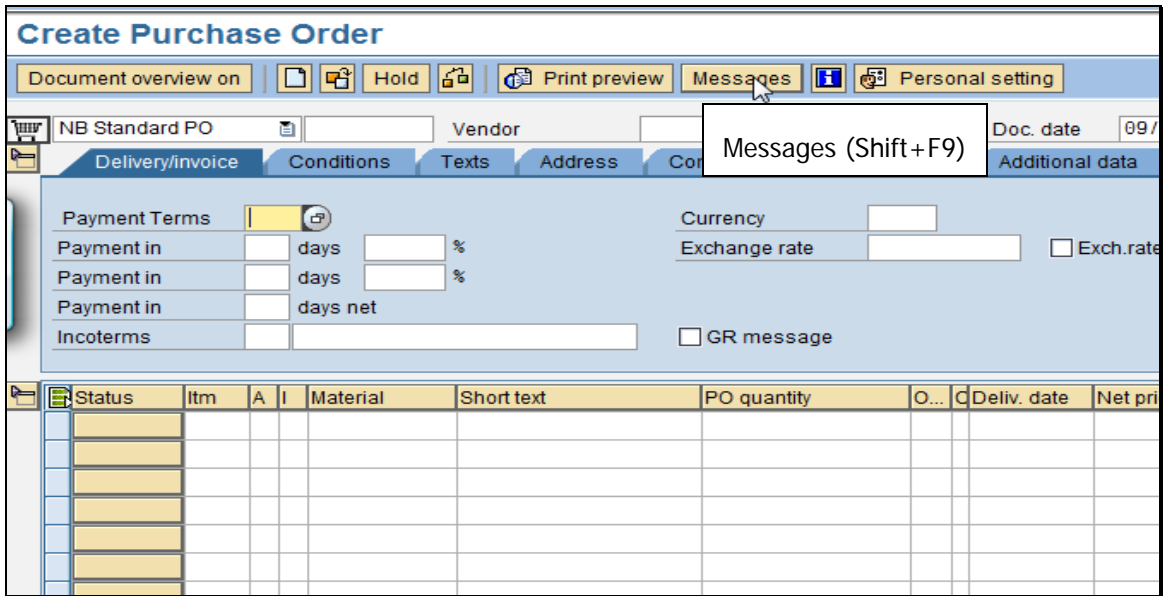 Create Purchase Order
Document overview on Hold Print preview Messages Personal setting
Messages (Shift+F9)
NB Standard PO Vendor Doc. date 09/
Delivery/invoice Conditions Texts Address Additional data
Payment Terms Currency
Payment in days % Exchange rate Exch.rate
Payment in days %
Payment in days net
Incoterms GR message
Status Itm A I Material Short text PO quantity O... C Deliv. date Net pri